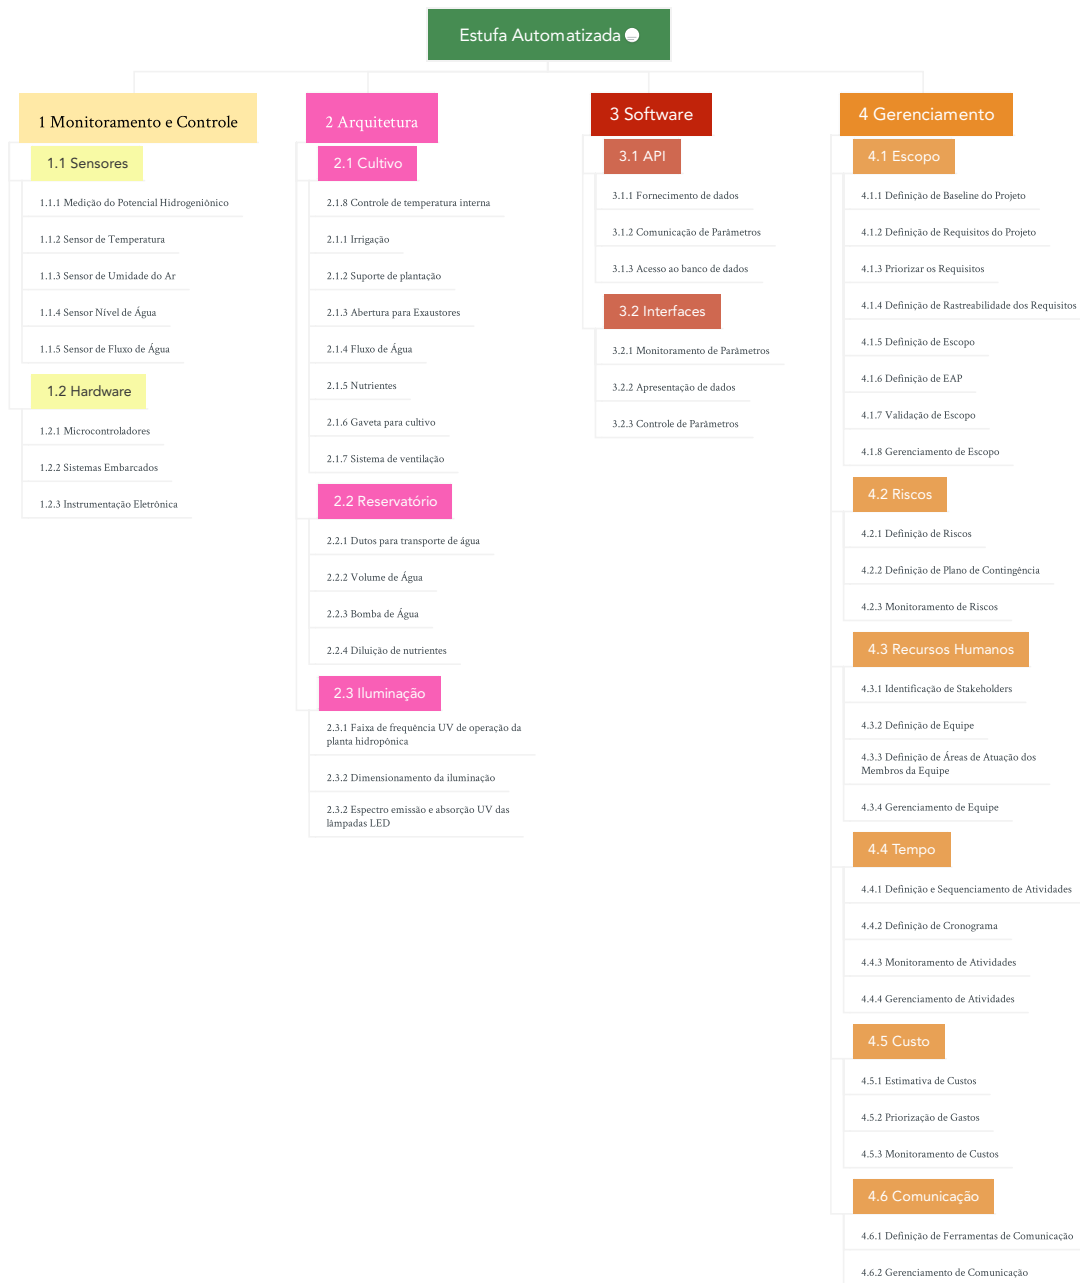 Estufa Automatizada
1 Monitoramento e Controle
1.1 Sensores
1.1.1 Medição do Potencial Hidrogeniônico
1.1.2 Sensor de Temperatura
1.1.3 Sensor de Umidade do Ar
1.1.4 Sensor Nível de Água
1.1.5 Sensor de Fluxo de Água
1.2 Hardware
1.2.1 Microcontroladores
1.2.2 Sistemas Embarcados
1.2.3 Instrumentação Eletrônica
2 Arquitetura
2.1 Cultivo
2.1.8 Controle de temperatura interna
2.1.1 Irrigação
2.1.2 Suporte de plantação
2.1.3 Abertura para Exaustores
2.1.4 Fluxo de Água
2.1.5 Nutrientes
2.1.6 Gaveta para cultivo
2.1.7 Sistema de ventilação
2.2 Reservatório
2.2.1 Dutos para transporte de água
2.2.2 Volume de Água
2.2.3 Bomba de Água
2.2.4 Diluição de nutrientes
2.3 Iluminação
2.3.1 Faixa de frequência UV de operação da
planta hidropônica
2.3.2 Dimensionamento da iluminação
2.3.2 Espectro emissão e absorção UV das
lâmpadas LED
3 Software
3.1 API
3.1.1 Fornecimento de dados
3.1.2 Comunicação de Parâmetros
3.1.3 Acesso ao banco de dados
3.2 Interfaces
3.2.1 Monitoramento de Parâmetros
3.2.2 Apresentação de dados
3.2.3 Controle de Parâmetros
4 Gerenciamento
4.1 Escopo
4.1.1 Definição de Baseline do Projeto
4.1.2 Definição de Requisitos do Projeto
4.1.3 Priorizar os Requisitos
4.1.4 Definição de Rastreabilidade dos Requisitos
4.1.5 Definição de Escopo
4.1.6 Definição de EAP
4.1.7 Validação de Escopo
4.1.8 Gerenciamento de Escopo
4.2 Riscos
4.2.1 Definição de Riscos
4.2.2 Definição de Plano de Contingência
4.2.3 Monitoramento de Riscos
4.3 Recursos Humanos
4.3.1 Identificação de Stakeholders
4.3.2 Definição de Equipe
4.3.3 Definição de Áreas de Atuação dos
Membros da Equipe
4.3.4 Gerenciamento de Equipe
4.4 Tempo
4.4.1 Definição e Sequenciamento de Atividades
4.4.2 Definição de Cronograma
4.4.3 Monitoramento de Atividades
4.4.4 Gerenciamento de Atividades
4.5 Custo
4.5.1 Estimativa de Custos
4.5.2 Priorização de Gastos
4.5.3 Monitoramento de Custos
4.6 Comunicação
4.6.1 Definição de Ferramentas de Comunicação
4.6.2 Gerenciamento de Comunicação